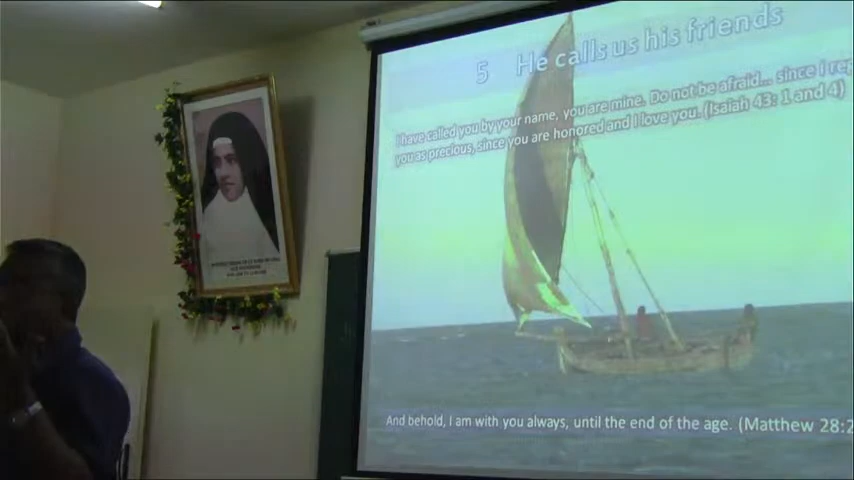 5 He calls us his friends
I have called you by your name, you are mine. Do not be afraid... since I re
you as precious, since you are honored and I love you. (Isaiah 43: 1 and 4)
And behold, I am with you always, until the end of the age. (Matthew 28:2